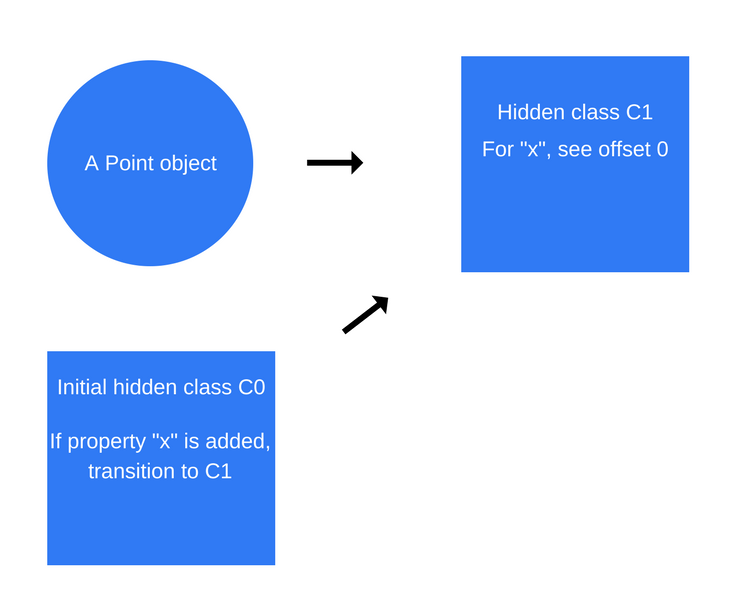 A Point object
Hidden class C1
For "x", see offset 0
Initial hidden class C0
If property "x" is added,
transition to C1